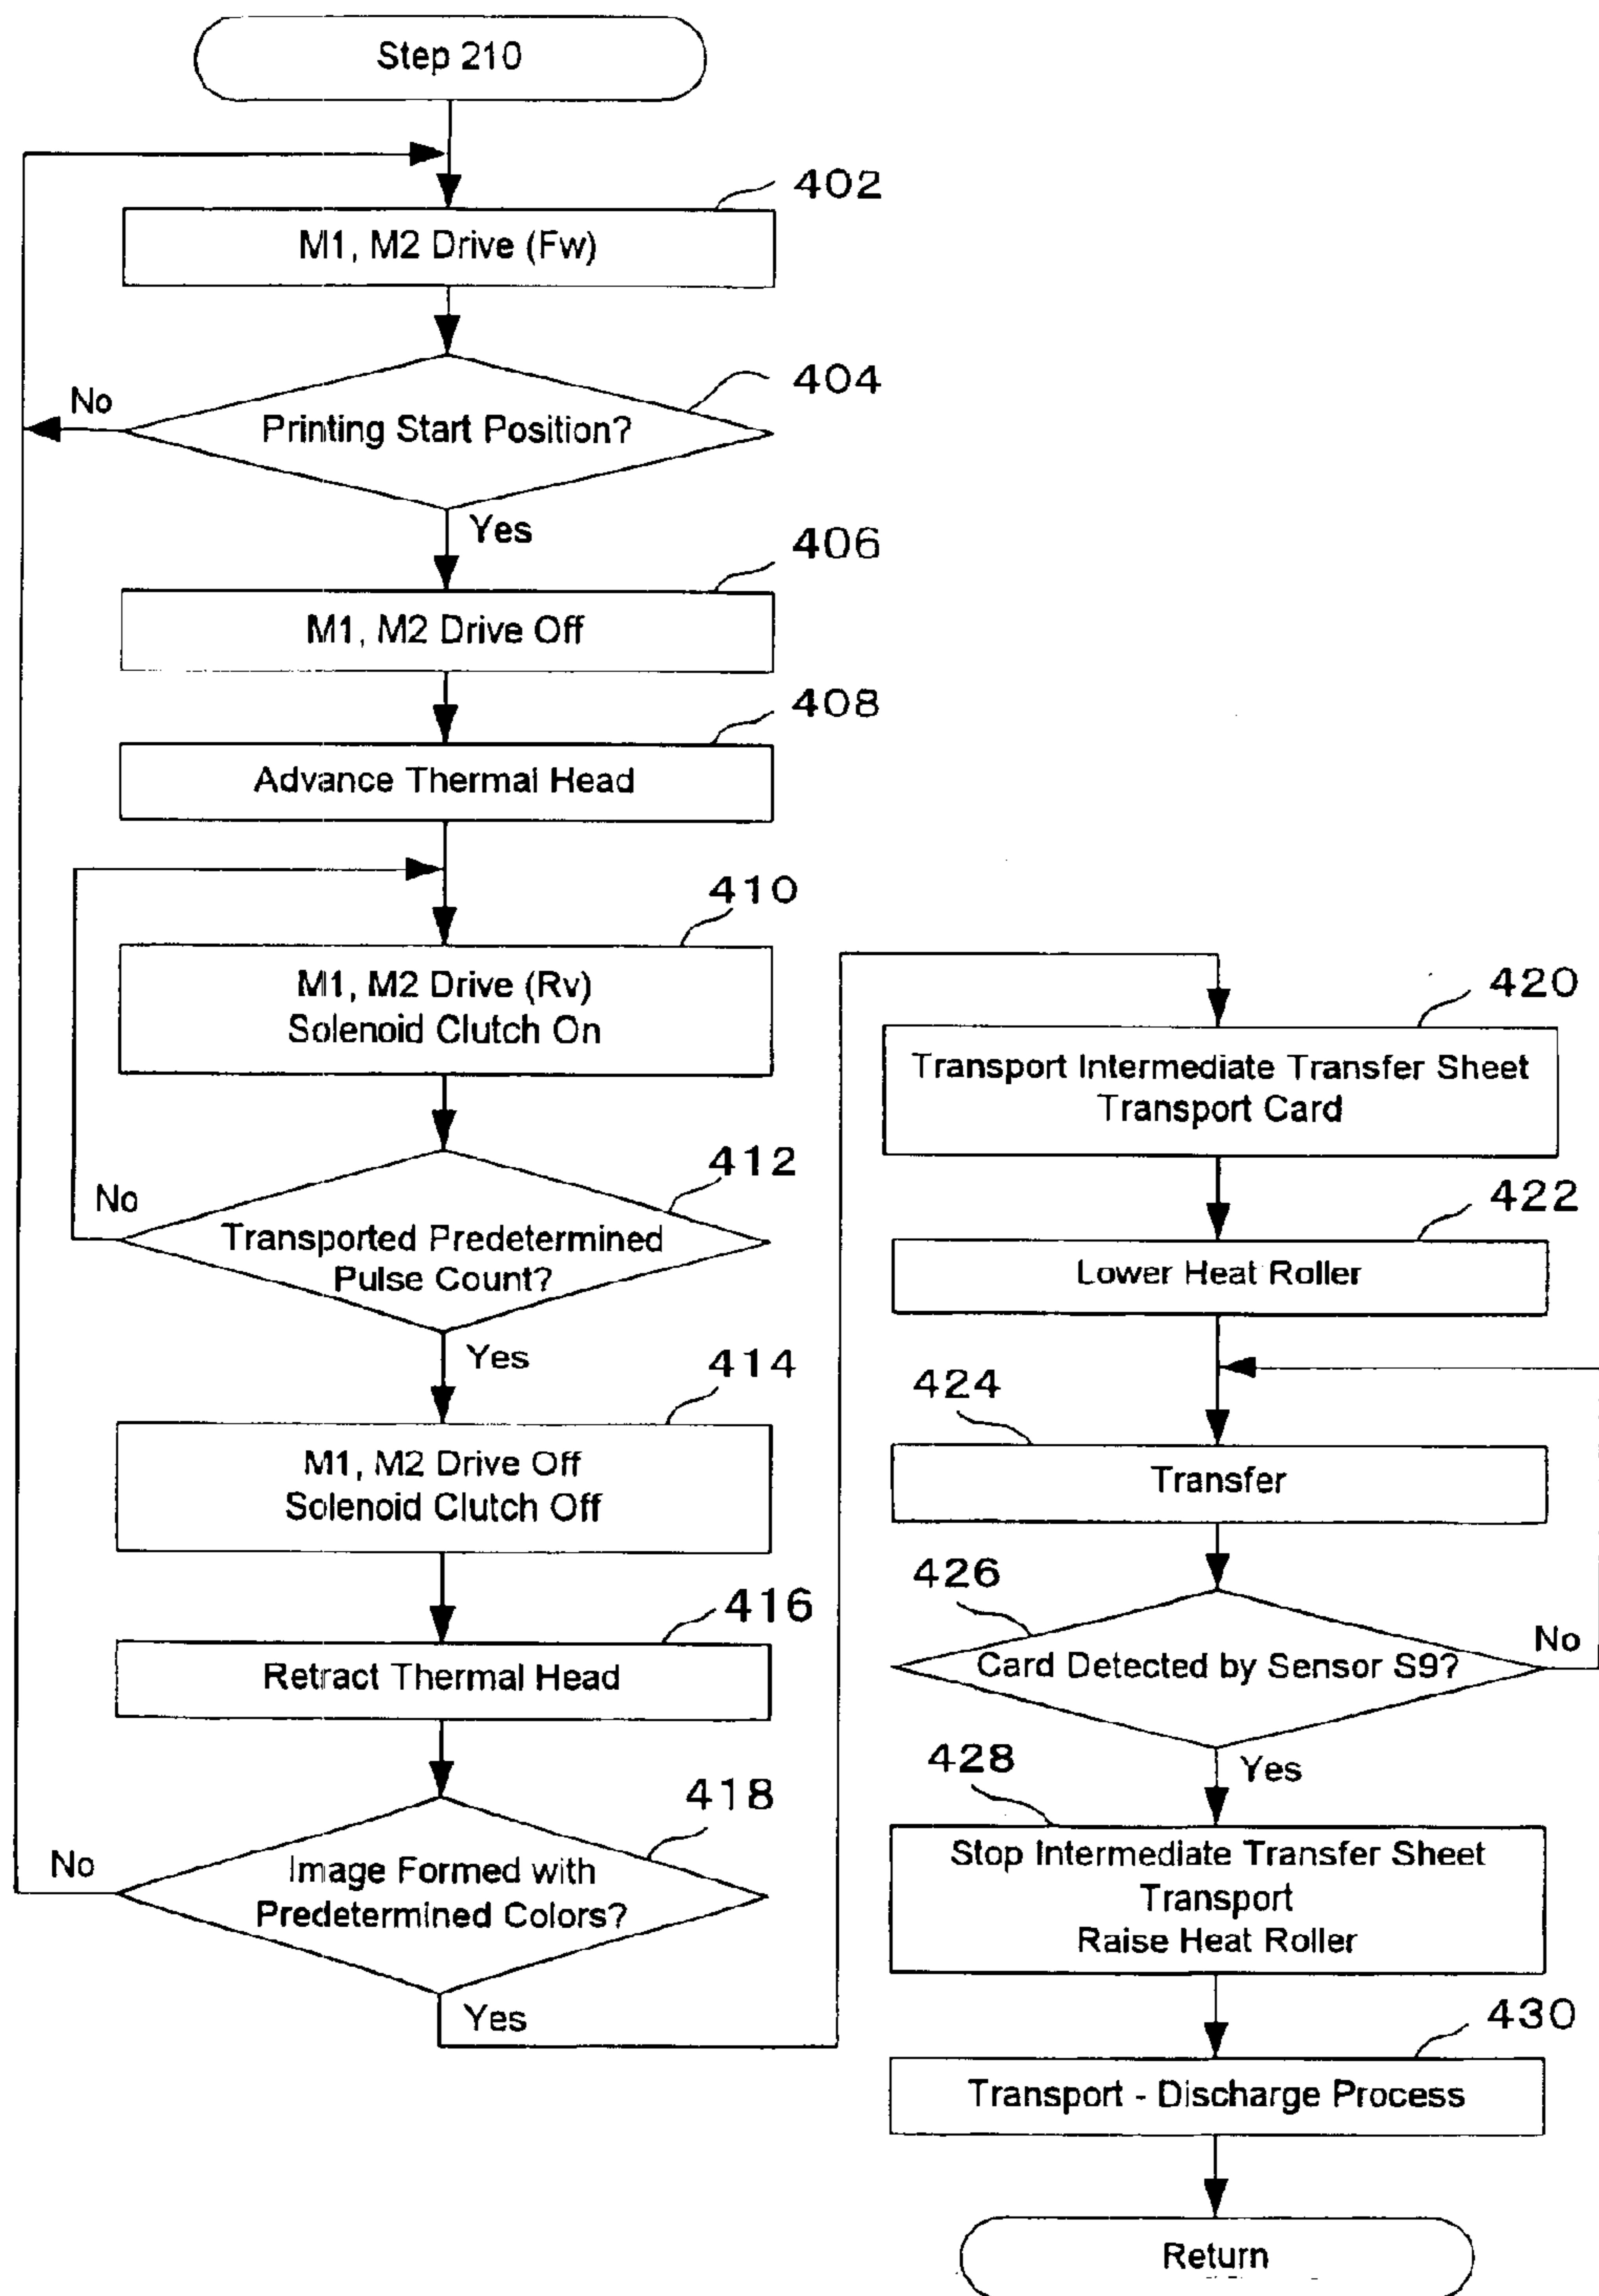 Step 210
402
M1, M2 Drive (Fw)
404
No
Printing Start Position?
Yes
406
M1, M2 Drive Off
408
Advance Thermal Head
410
M1, M2 Drive (Rv)
Solenoid Clutch On
412
No
Transported Predetermined
Pulse Count?
Yes
414
M1, M2 Drive Off
Solenoid Clutch Off
416
Retract Thermal Head
418
No
Image Formed with
Predetermined Colors?
Yes
420
Transport Intermediate Transfer Sheet
Transport Card
422
Lower Heat Roller
424
Transfer
426
No
Card Detected by Sensor S9?
Yes
428
Stop Intermediate Transfer Sheet
Transport
Raise Heat Roller
430
Transport - Discharge Process
Return